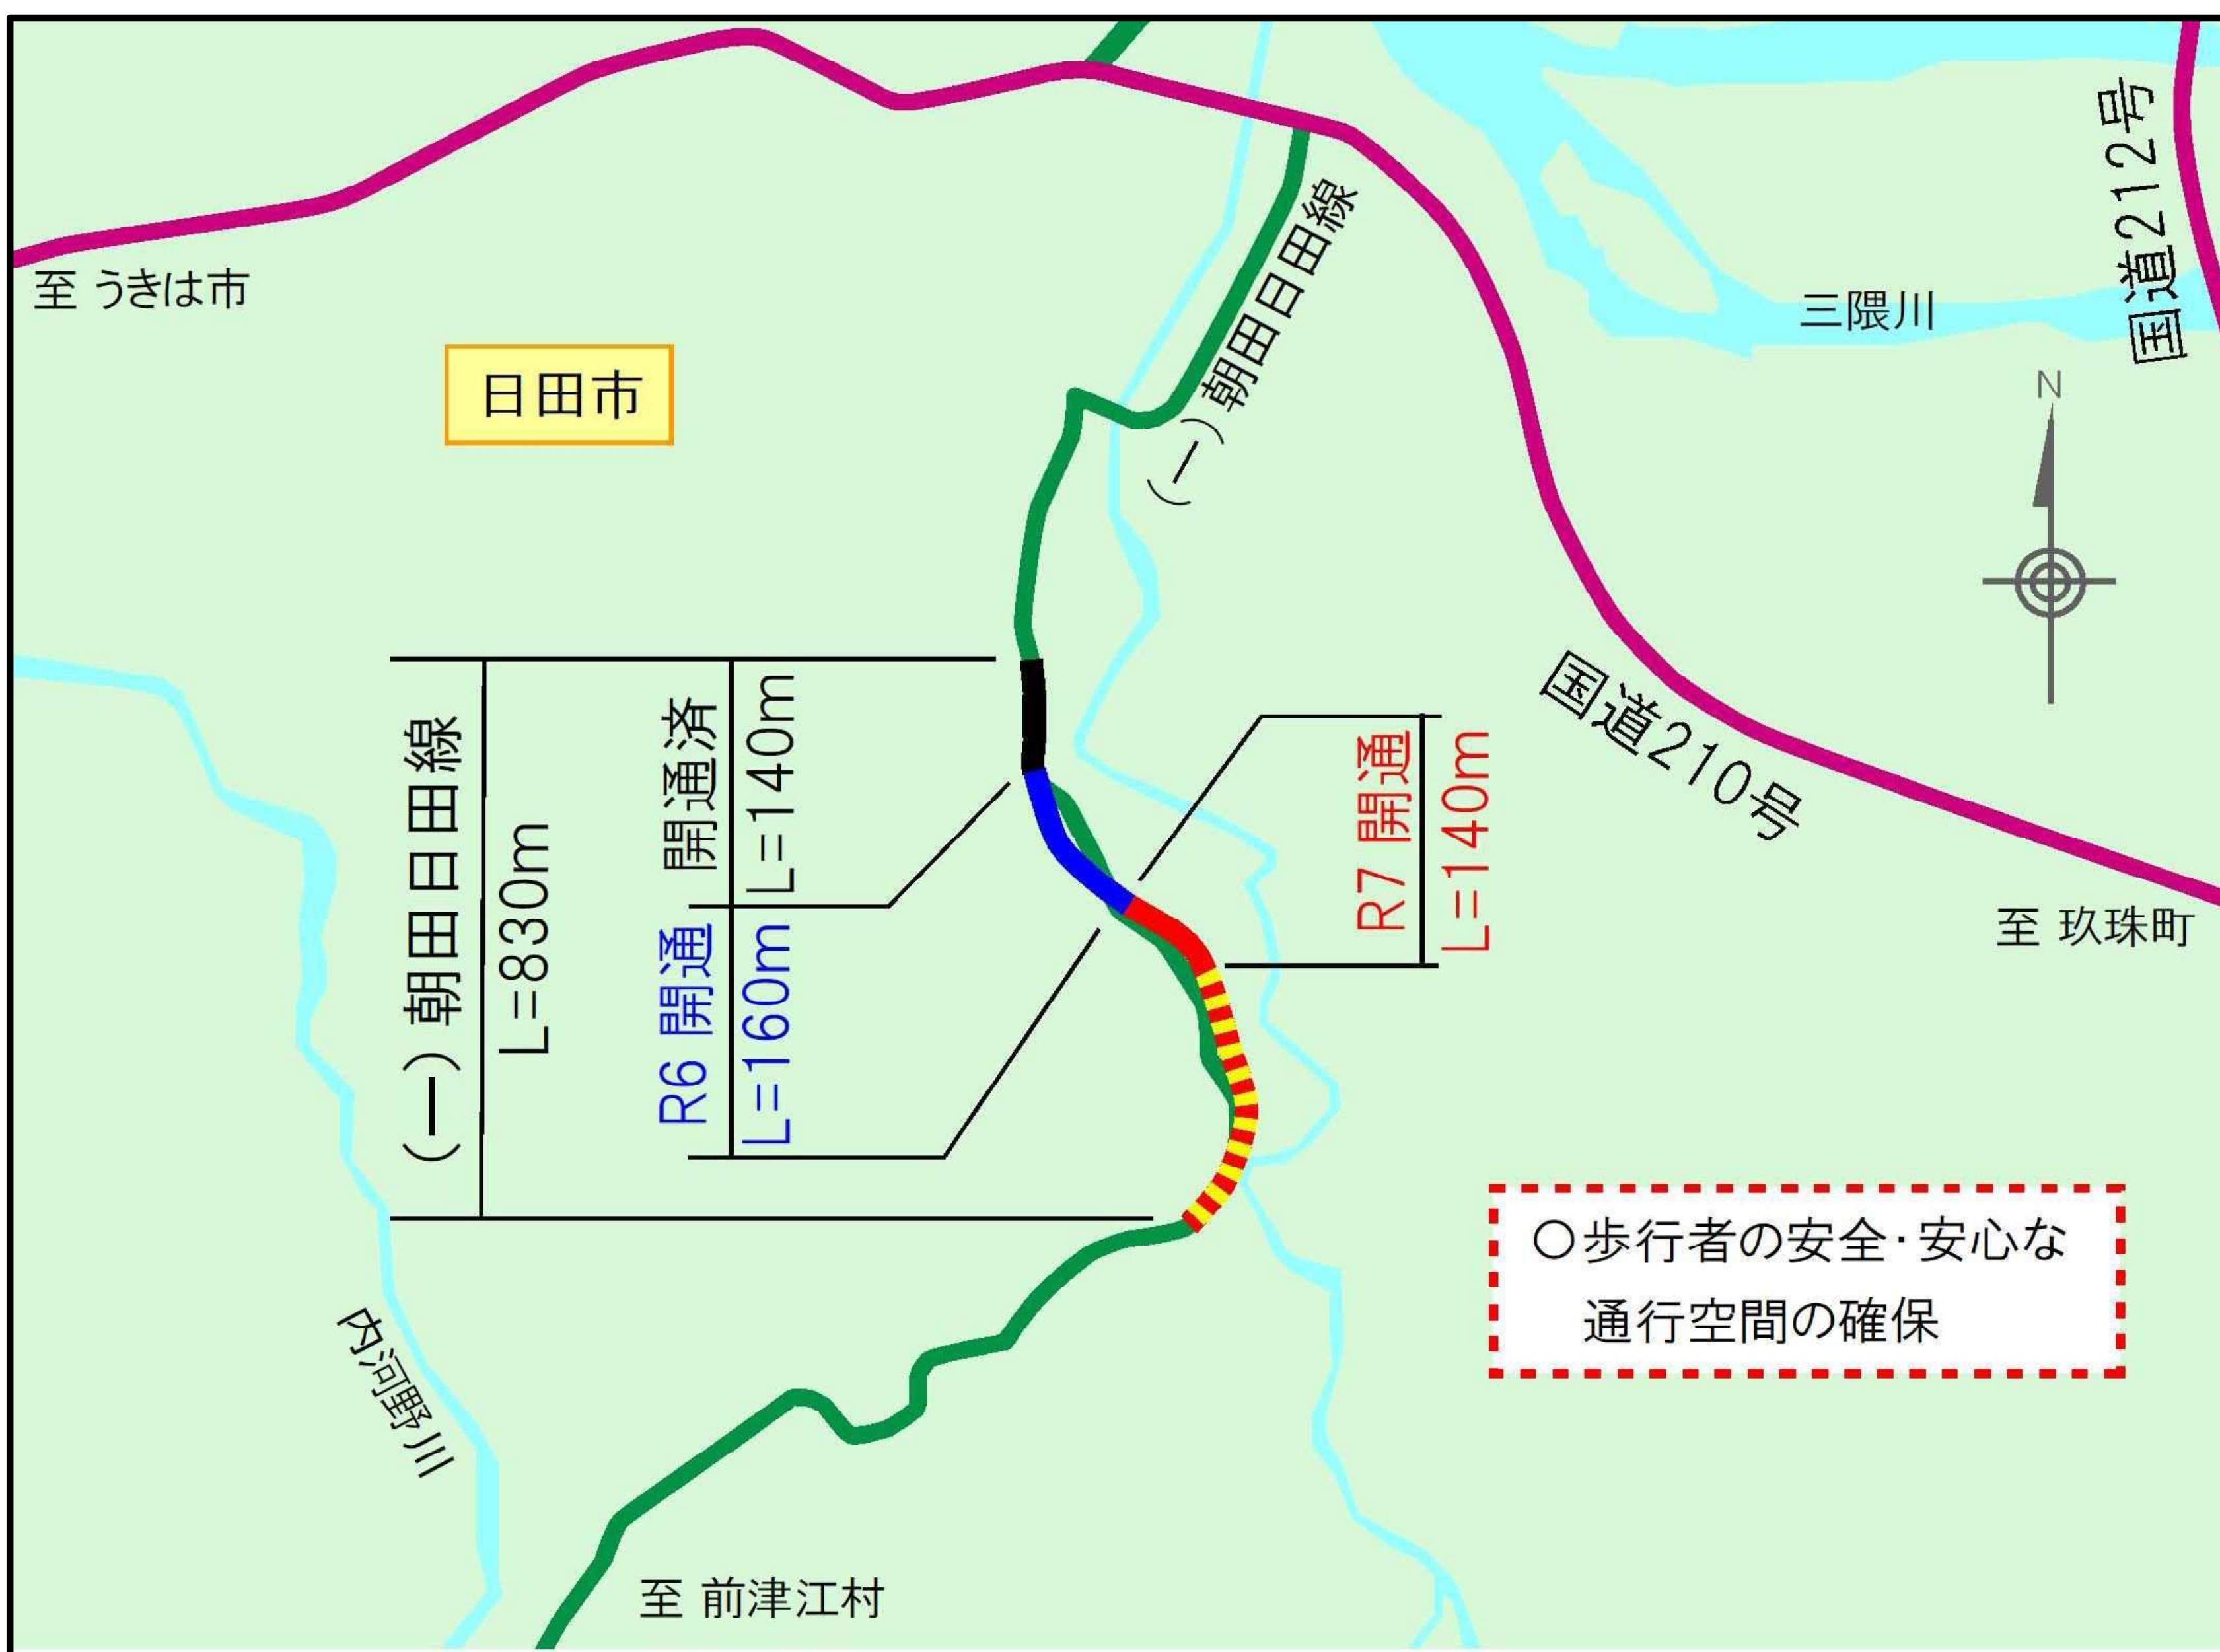 国道212号
至 うきは市
三隈川
(一) 朝田日田線
日田市
N
国道210号
(一) 朝田日田線
L=830m
開通済
L=140m
R6 開通
L=160m
R7 開通
L=140m
至 玖珠町
〇歩行者の安全・安心な
通行空間の確保
内河野川
至 前津江村